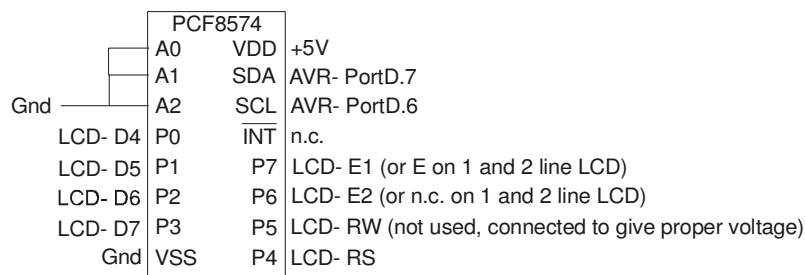 PCF8574
A0 VDD +5V
A1 SDA AVR- PortD.7
Gnd A2 SCL AVR- PortD.6
LCD- D4 P0 INT n.c.
LCD- D5 P1 P7 LCD- E1 (or E on 1 and 2 line LCD)
LCD- D6 P2 P6 LCD- E2 (or n.c. on 1 and 2 line LCD)
LCD- D7 P3 P5 LCD- RW (not used, connected to give proper voltage)
Gnd VSS P4 LCD- RS